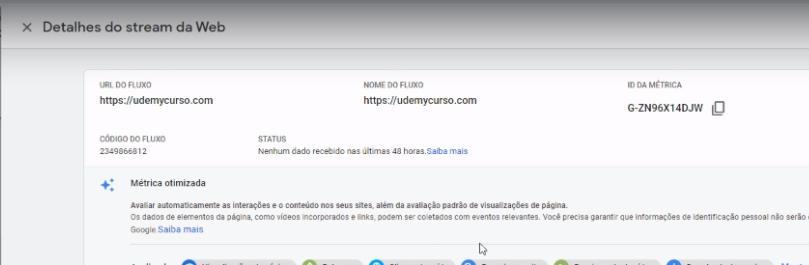 Detalhes do stream da Web
URL DO FLUXO NOME DO FLUXO ID DA MÉTRICA
https://udemycurso.com https://udemycurso.com G-ZN96X14DJW
CÓDIGO DO FLUXO STATUS
2349866812 Nenhum dado recebido nas últimas 48 horas.Saiba mais
Métrica otimizada
Avaliar automaticamente as interações e o conteúdo nos seus sites, além da avaliação padrão de visualizações de página.
Os dados de elementos da página, como vídeos incorporados e links, podem ser coletados com eventos relevantes. Você precisa garantir que informações de identificação pessoal não serão
Google.Saiba mais